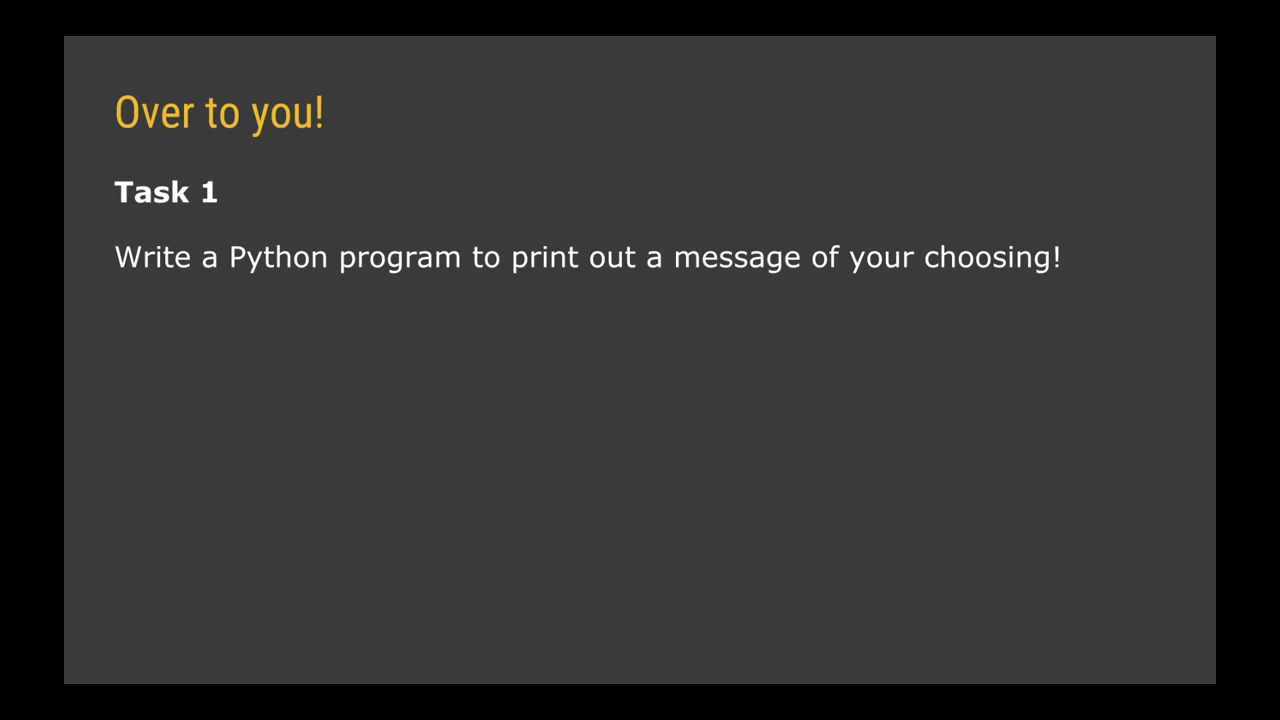 Over to you!
Task 1
Write a Python program to print out a message of your choosing!